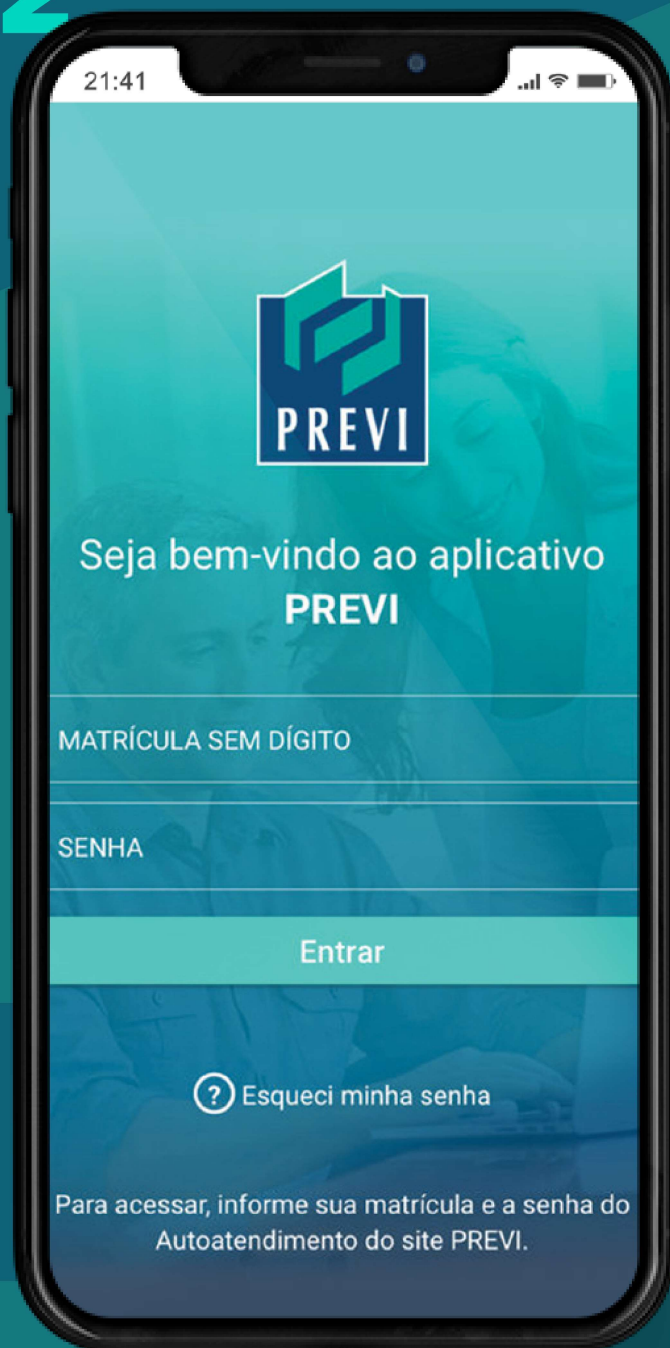 2
21:41
PREVI
Seja bem-vindo ao aplicativo
PREVI
MATRÍCULA SEM DÍGITO
SENHA
Entrar
? Esqueci minha senha
Para acessar, informe sua matrícula e a senha do
Autoatendimento do site PREVI.